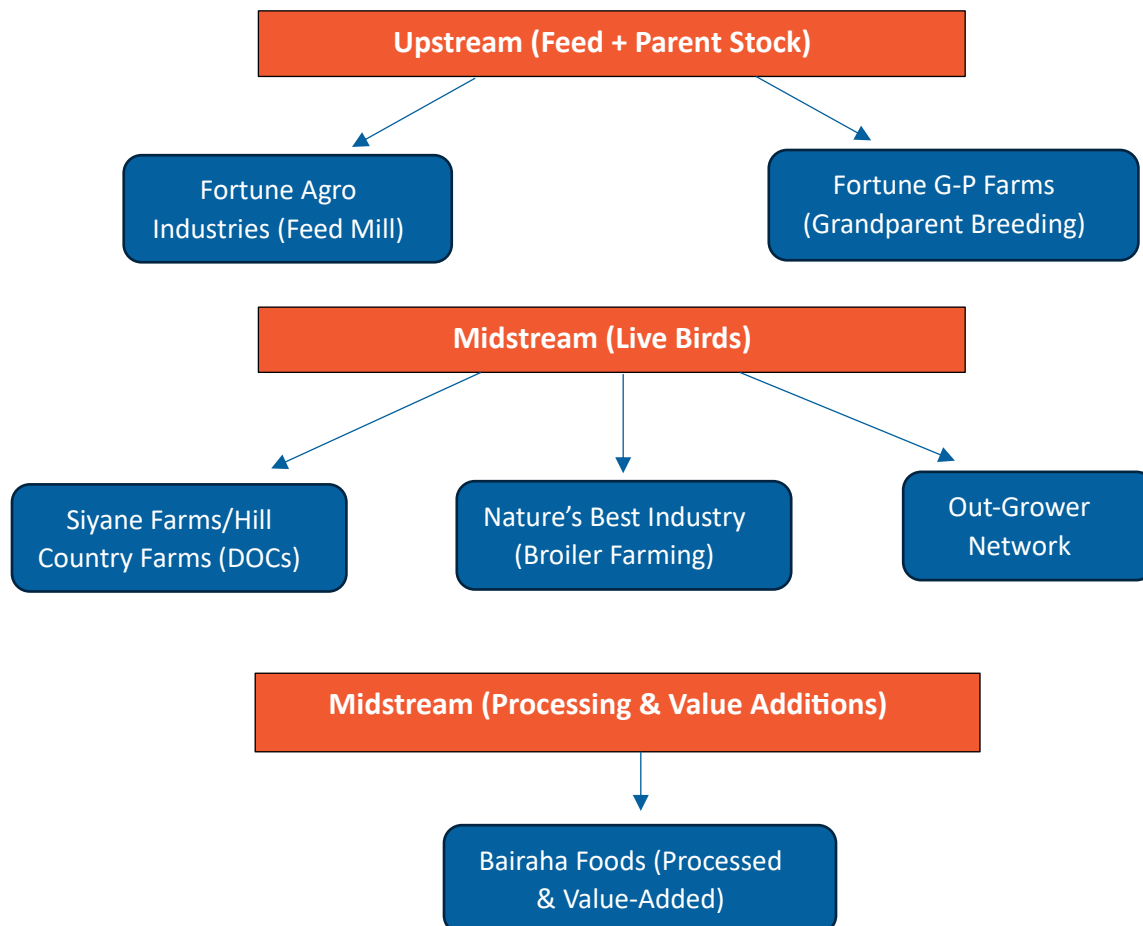 Upstream (Feed + Parent Stock)
Fortune Agro
Industries (Feed Mill)
Fortune G-P Farms
(Grandparent Breeding)
Midstream (Live Birds)
Siyane Farms/Hill
Country Farms (DOCs)
Nature’s Best Industry
(Broiler Farming)
Out-Grower
Network
Midstream (Processing & Value Additions)
Bairaha Foods (Processed
& Value-Added)